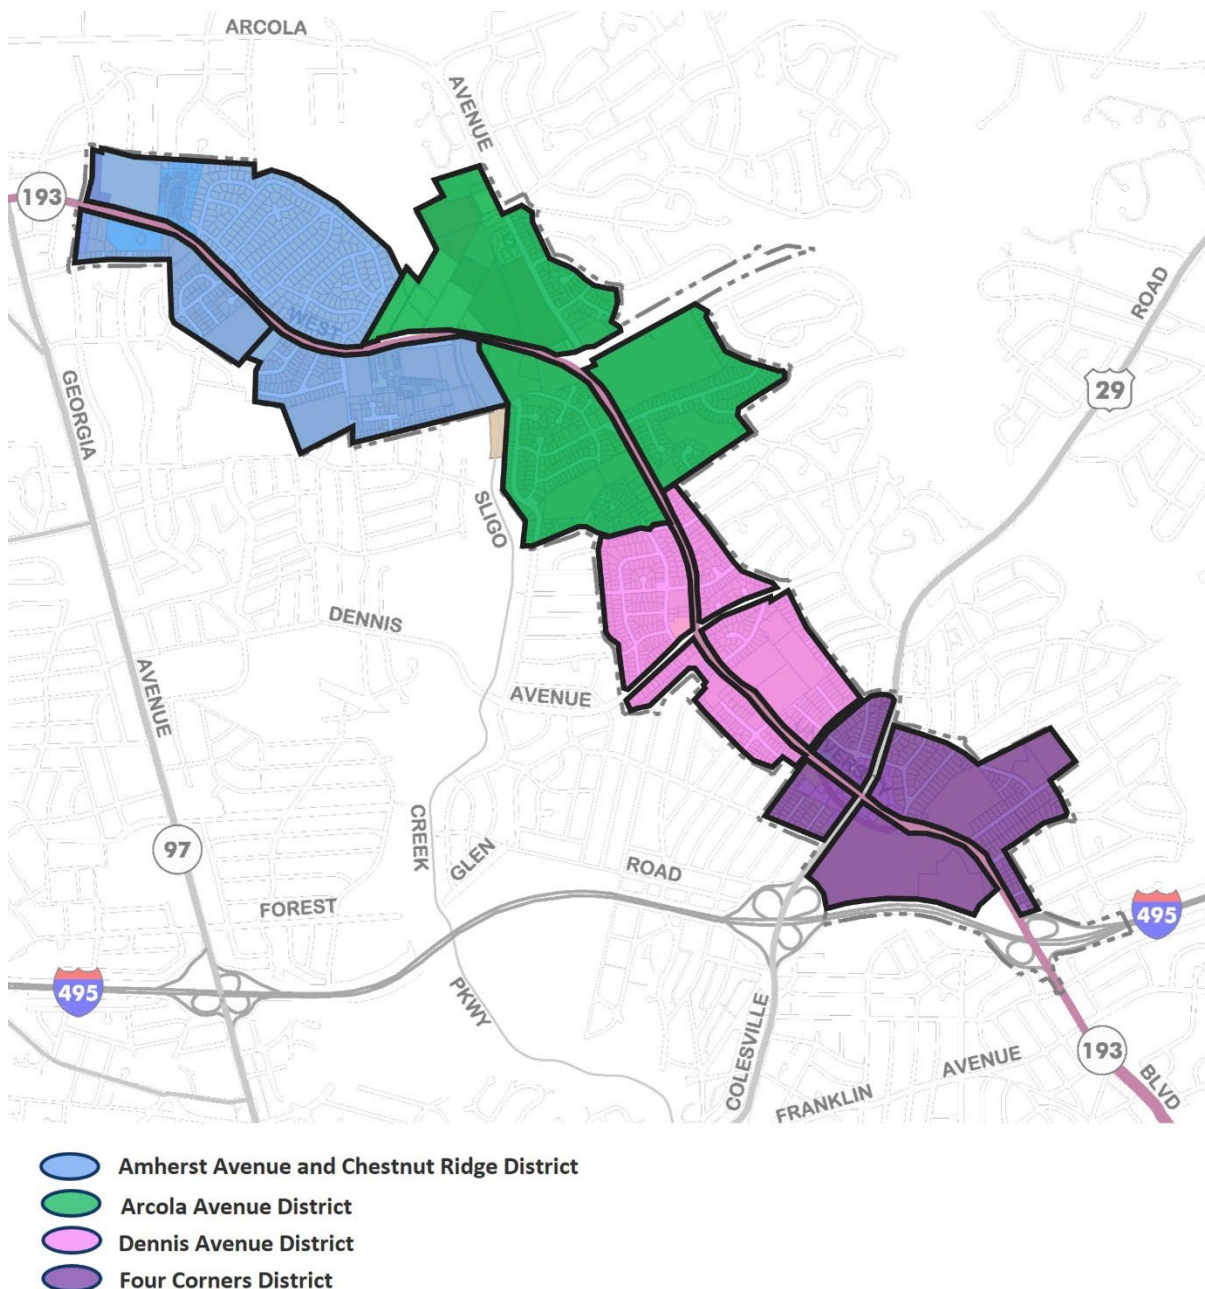 ARCOLA
AVENUE
193
WEST
ROAD
29
GEORGIA
SLIGO
DENNIS
AVENUE
AVENUE
CREEK
GLEN
ROAD
97
FOREST
495
495
PKWY
COLESVILLE
193
AVENUE
FRANKLIN
BLVD
Amherst Avenue and Chestnut Ridge District
Arcola Avenue District
Dennis Avenue District
Four Corners District